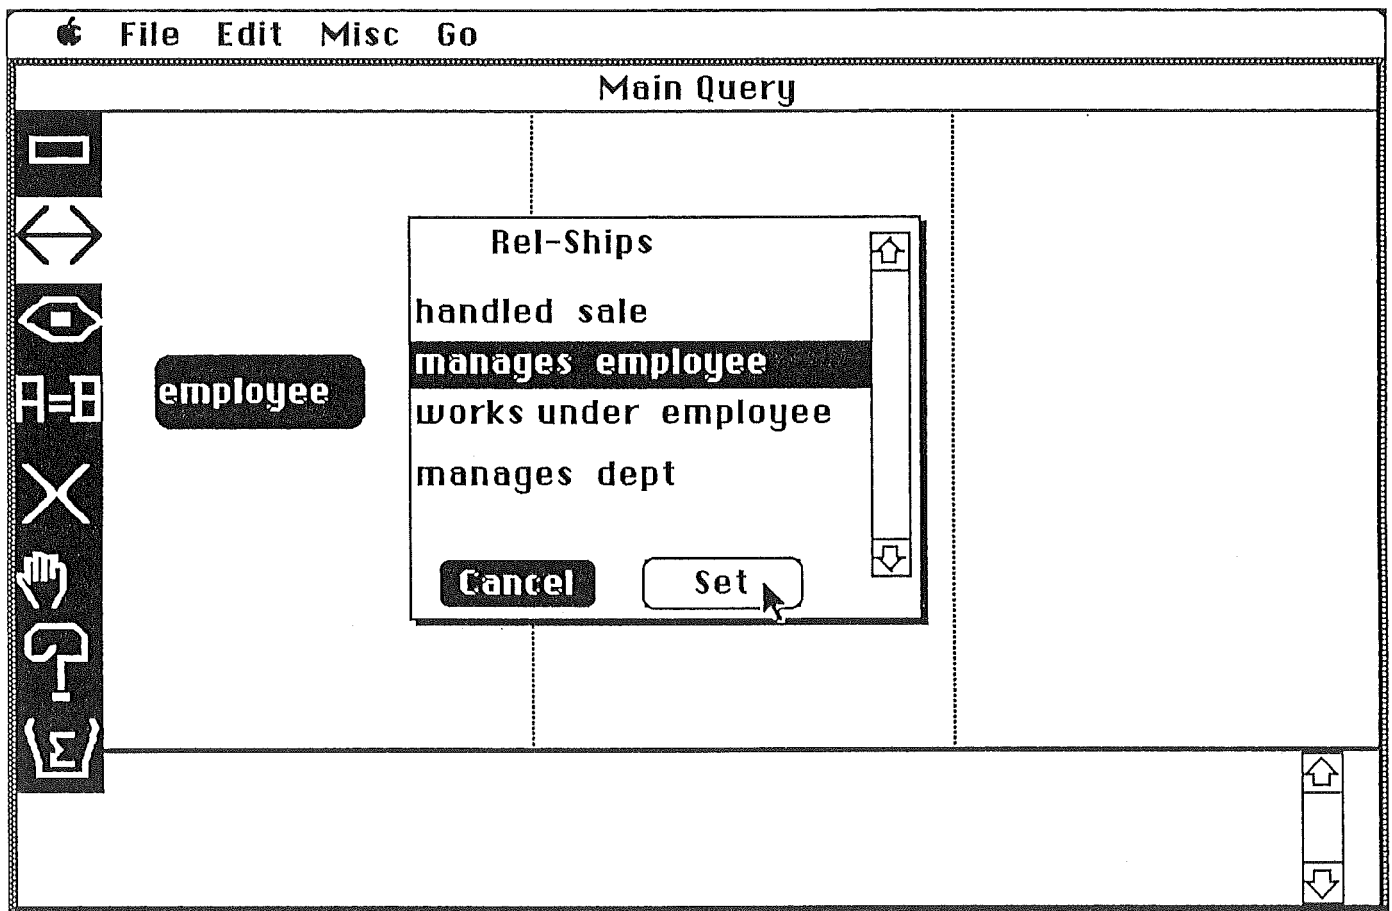 File Edit Misc Go
Main Query
Rel-Ships
handled sale
manages employee
works under employee
manages dept
Cancel Set
employee
A=B
Σ